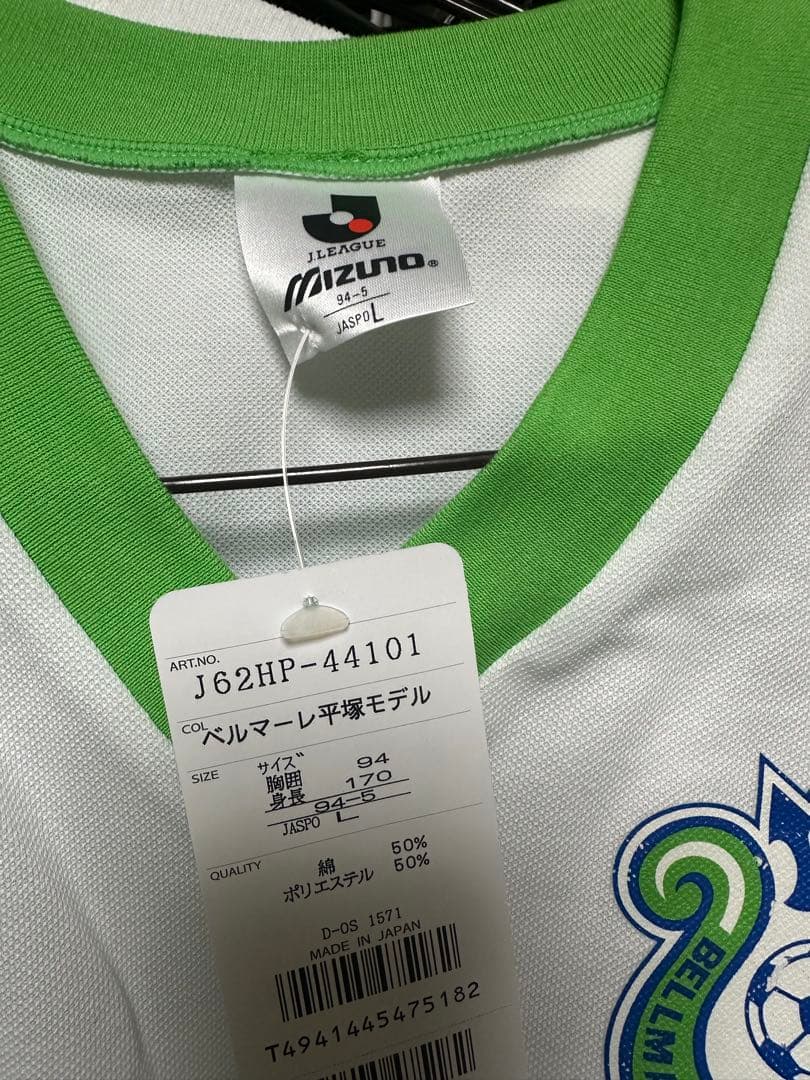 J.LEAGUE
MIZUNO®
94-5
JASPO L
ART.NO.
J62HP-44101
COL ベルマーレ平塚モデル
SIZE サイズ 94
胸囲
身長 170
94-5
JASPO L
QUALITY 綿 50%
ポリエステル 50%
D-OS 1571
MADE IN JAPAN
T4941445475182
BELLM